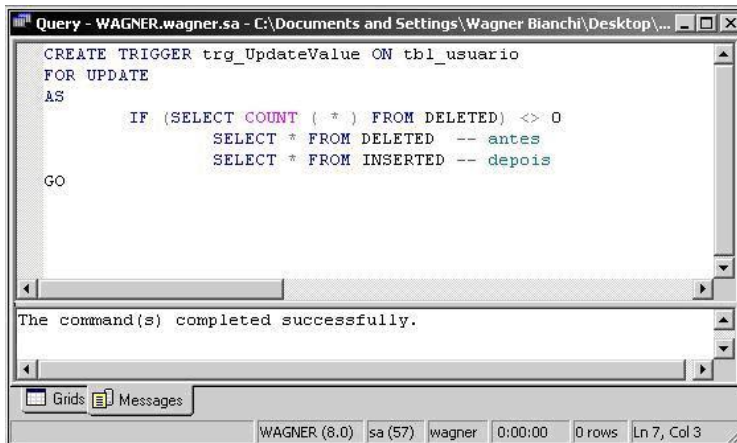 Query - WAGNER.wagner.sa - C:\Documents and Settings\Wagner Bianchi\Desktop\...
CREATE TRIGGER trg_UpdateValue ON tbl_usuario
FOR UPDATE
AS
IF (SELECT COUNT ( * ) FROM DELETED) <> 0
SELECT * FROM DELETED -- antes
SELECT * FROM INSERTED -- depois
GO
The command(s) completed successfully.
Grids Messages
WAGNER (8.0) sa (57) wagner 0:00:00 0 rows Ln 7, Col 3